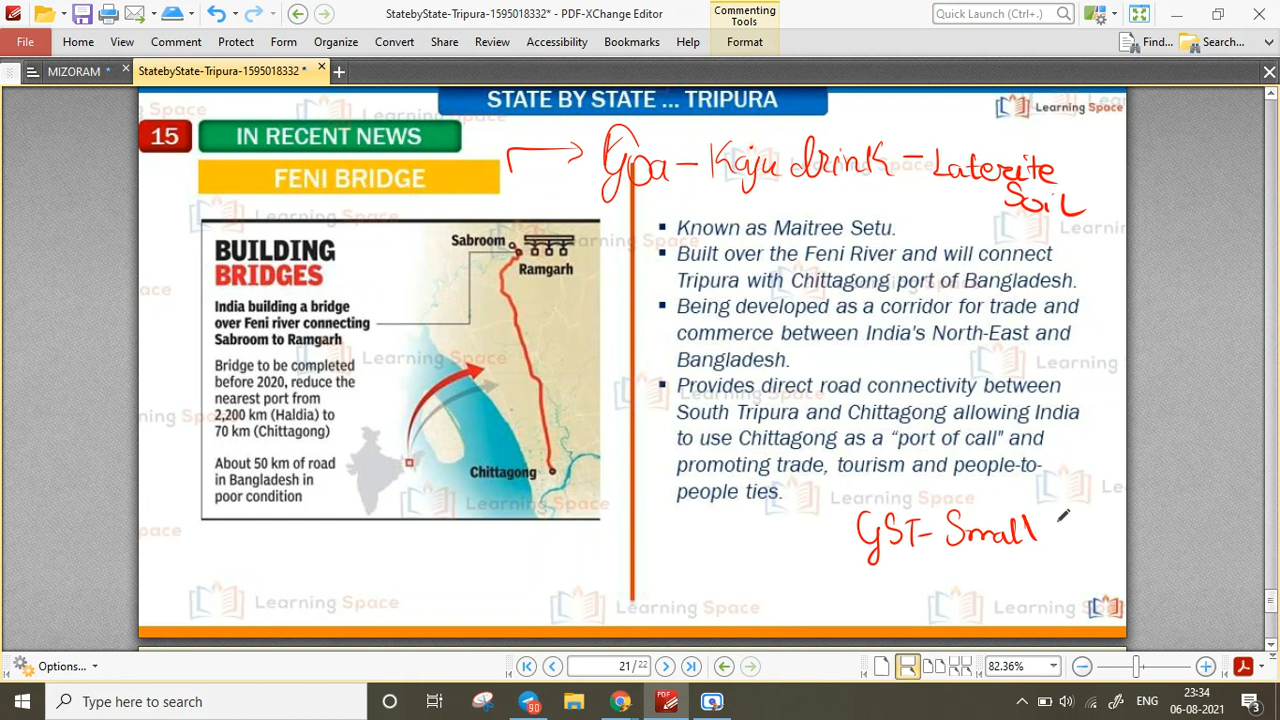 StatebyState-Tripura-1595018332* - PDF-XChange Editor
Commenting Tools
Quick Launch (Ctrl+.)
File Home View Comment Protect Form Organize Convert Share Review Accessibility Bookmarks Help Format Find... Search...
MIZORAM * StatebyState-Tripura-1595018332 *
STATE BY STATE ... TRIPURA
Learning Space
15 IN RECENT NEWS
FENI BRIDGE
Goa - Kaju drink - Laterite
Soil
BUILDING
BRIDGES
India building a bridge
over Feni river connecting
Sabroom to Ramgarh
Bridge to be completed
before 2020, reduce the
nearest port from
2,200 km (Haldia) to
70 km (Chittagong)
About 50 km of road
in Bangladesh in
poor condition
Sabroom
Ramgarh
Chittagong
▪ Known as Maitree Setu.
▪ Built over the Feni River and will connect
Tripura with Chittagong port of Bangladesh.
▪ Being developed as a corridor for trade and
commerce between India's North-East and
Bangladesh.
▪ Provides direct road connectivity between
South Tripura and Chittagong allowing India
to use Chittagong as a “port of call” and
promoting trade, tourism and people-to-
people ties.
GST- Small
Learning Space
Options... 21 / 22 82.36%
Type here to search
90
ENG
23:34
06-08-2021
3